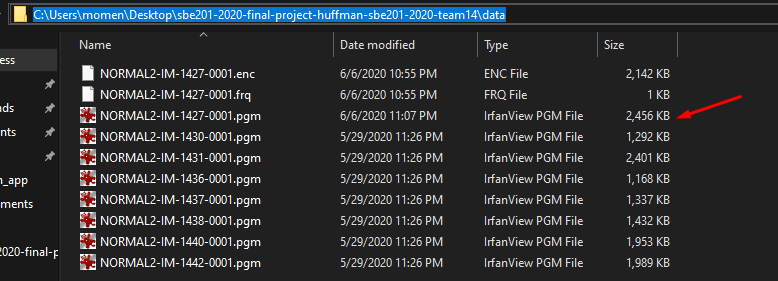 C:\Users\momen\Desktop\sbe201-2020-final-project-huffman-sbe201-2020-team14\data
Name Date modified Type Size
ess
NORMAL2-IM-1427-0001.enc 6/6/2020 10:55 PM ENC File 2,142 KB
NORMAL2-IM-1427-0001.frq 6/6/2020 10:55 PM FRQ File 1 KB
nds
NORMAL2-IM-1427-0001.pgm 6/6/2020 11:07 PM IrfanView PGM File 2,456 KB
ents
NORMAL2-IM-1430-0001.pgm 5/29/2020 11:26 PM IrfanView PGM File 1,292 KB
NORMAL2-IM-1431-0001.pgm 5/29/2020 11:26 PM IrfanView PGM File 2,401 KB
n_app
NORMAL2-IM-1436-0001.pgm 5/29/2020 11:26 PM IrfanView PGM File 1,168 KB
uments
NORMAL2-IM-1437-0001.pgm 5/29/2020 11:26 PM IrfanView PGM File 1,337 KB
NORMAL2-IM-1438-0001.pgm 5/29/2020 11:26 PM IrfanView PGM File 1,432 KB
NORMAL2-IM-1440-0001.pgm 5/29/2020 11:26 PM IrfanView PGM File 1,953 KB
2020-final-p
NORMAL2-IM-1442-0001.pgm 5/29/2020 11:26 PM IrfanView PGM File 1,989 KB